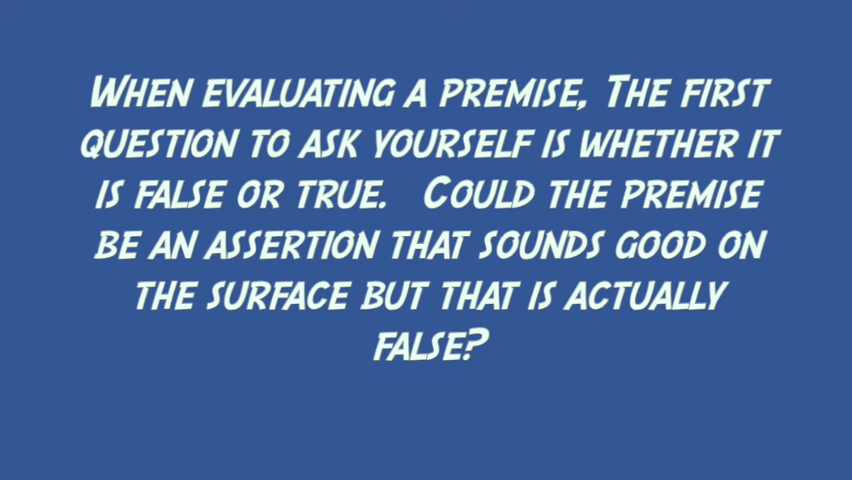 When evaluating a premise, The first
question to ask yourself is whether it
is false or true.   Could the premise
be an assertion that sounds good on
the surface but that is actually
false?